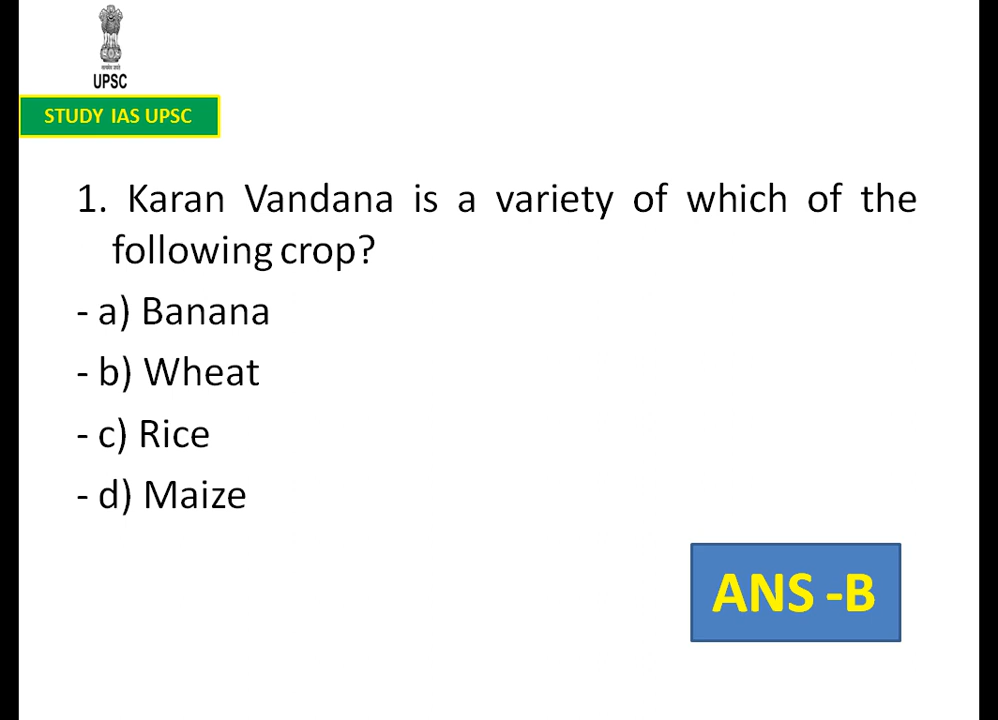 UPSC
STUDY IAS UPSC
1. Karan Vandana is a variety of which of the
following crop?
- a) Banana
- b) Wheat
- c) Rice
- d) Maize
ANS -B